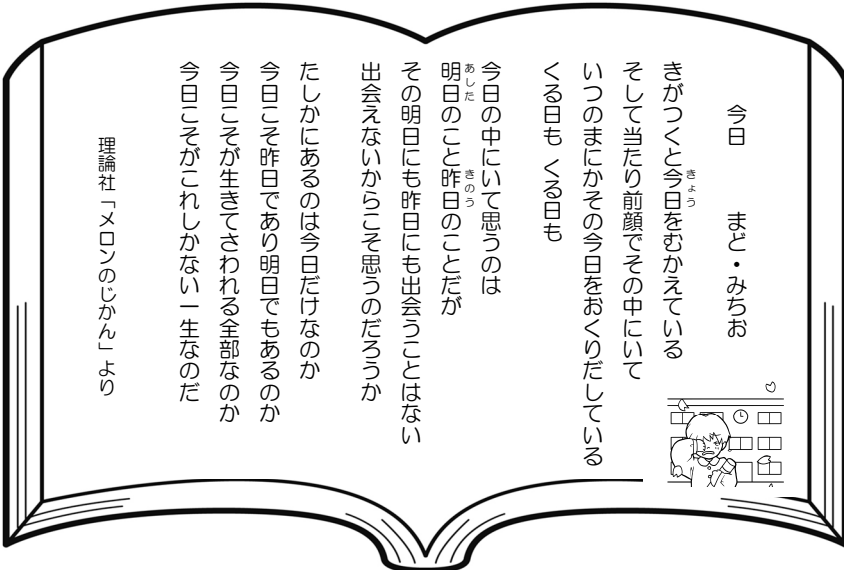 今日　　まど・みちお
きがつくと今日をむかえている
きょう
そして当たり前顔でその中にいて
いつのまにかその今日をおくりだしている
くる日も　くる日も
今日の中にいて思うのは
明日のこと昨日のことだが
あした
きのう
その明日にも昨日にも出会うことはない
出会えないからこそ思うのだろうか
たしかにあるのは今日だけなのか
今日こそ昨日であり明日でもあるのか
今日こそが生きてさわれる全部なのか
今日こそがこれしかない一生なのだ
理論社「メロンのじかん」より